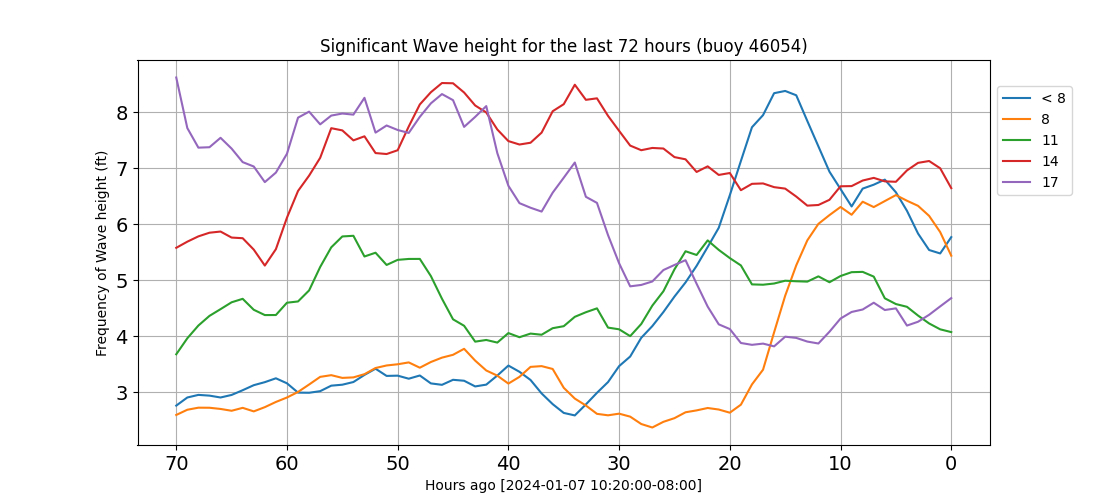 Significant Wave height for the last 72 hours (buoy 46054)
Frequency of Wave height (ft)
8
7
6
5
4
3
70 60 50 40 30 20 10 0
Hours ago [2024-01-07 10:20:00-08:00]
< 8
8
11
14
17